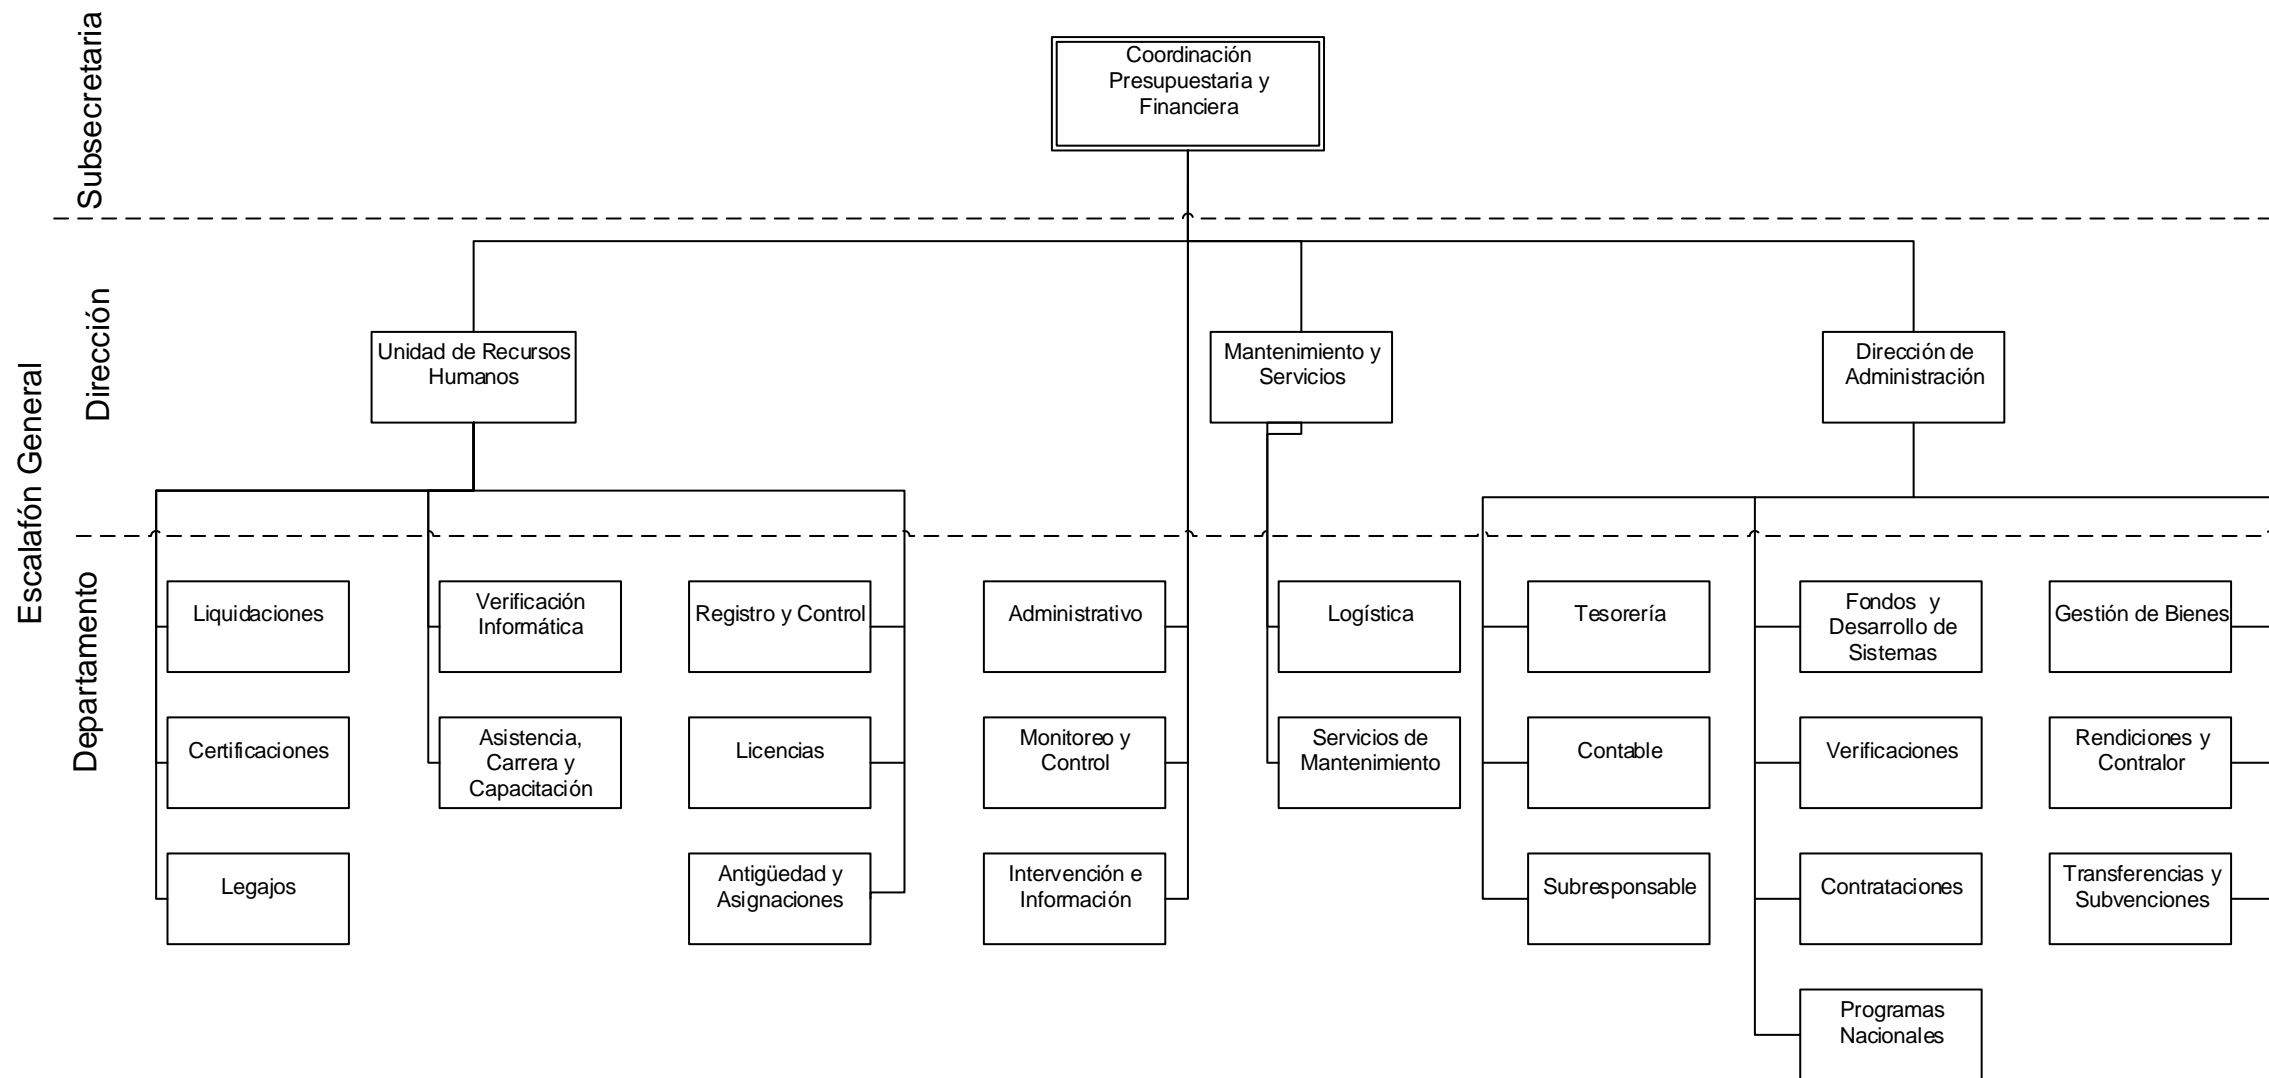 Subsecretaria
Coordinación
Presupuestaria y
Financiera
Escalafón General
Dirección
Unidad de Recursos
Humanos
Mantenimiento y
Servicios
Dirección de
Administración
Departamento
Liquidaciones
Verificación
Informática
Registro y Control
Administrativo
Logística
Tesorería
Fondos y
Desarrollo de
Sistemas
Gestión de Bienes
Certificaciones
Asistencia,
Carrera y
Capacitación
Licencias
Monitoreo y
Control
Servicios de
Mantenimiento
Contable
Verificaciones
Rendiciones y
Contralor
Legajos
Antigüedad y
Asignaciones
Intervención e
Información
Subresponsable
Contrataciones
Transferencias y
Subvenciones
Programas
Nacionales